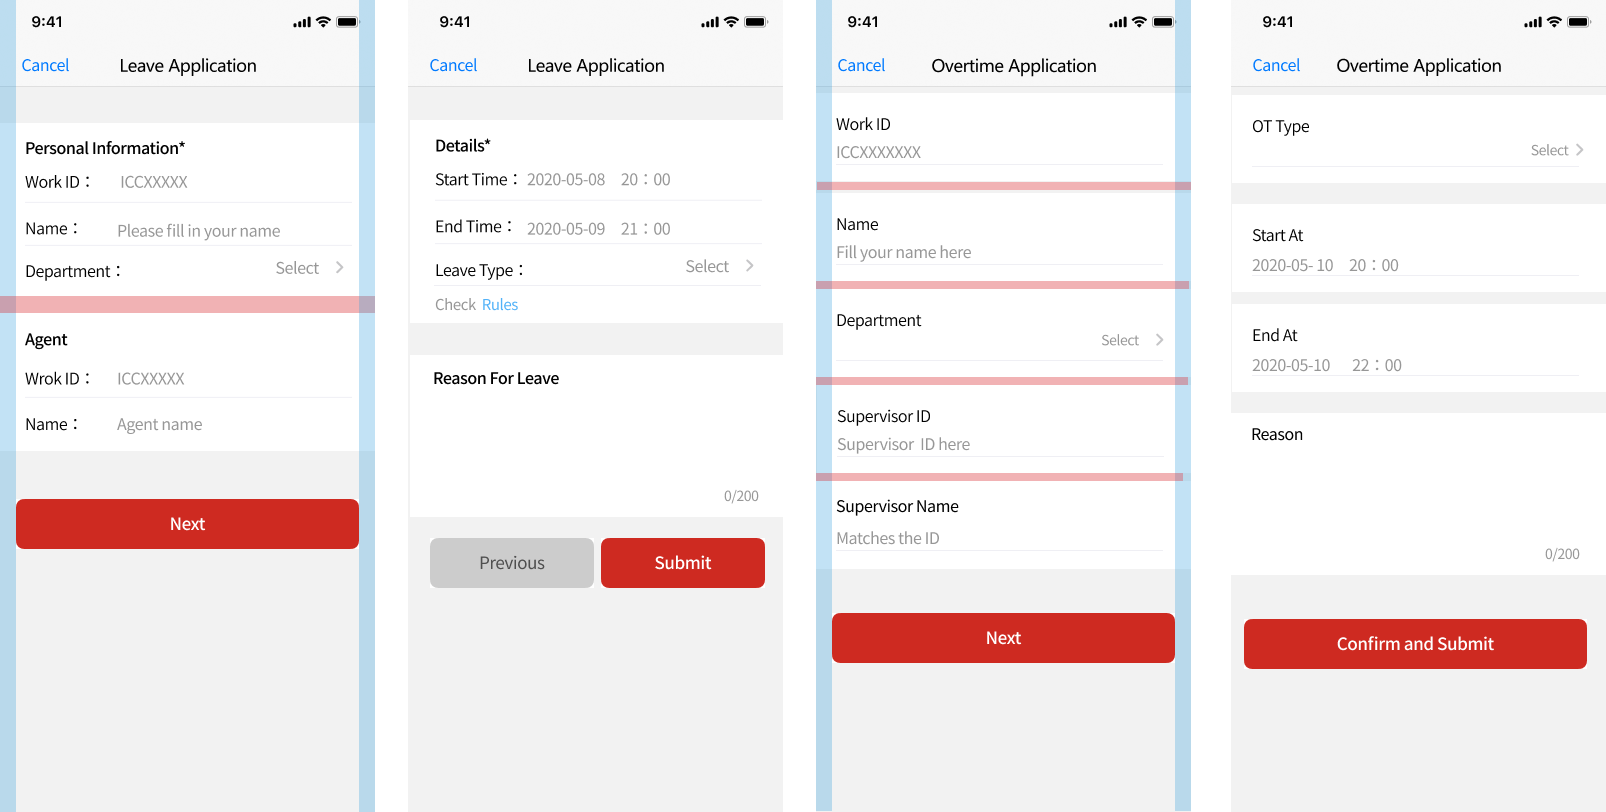 9:41
Cancel Leave Application
Personal Information*
Work ID： ICCXXXXX
Name： Please fill in your name
Department： Select
Agent
Wrok ID： ICCXXXXX
Name： Agent name
Next
9:41
Cancel Leave Application
Details*
Start Time： 2020-05-08 20：00
End Time： 2020-05-09 21：00
Leave Type： Select
Check Rules
Reason For Leave
0/200
Previous Submit
9:41
Cancel Overtime Application
Work ID
ICCXXXXXXX
Name
Fill your name here
Department
Select
Supervisor ID
Supervisor ID here
Supervisor Name
Matches the ID
Next
9:41
Cancel Overtime Application
OT Type
Select
Start At
2020-05- 10 20：00
End At
2020-05-10 22：00
Reason
0/200
Confirm and Submit